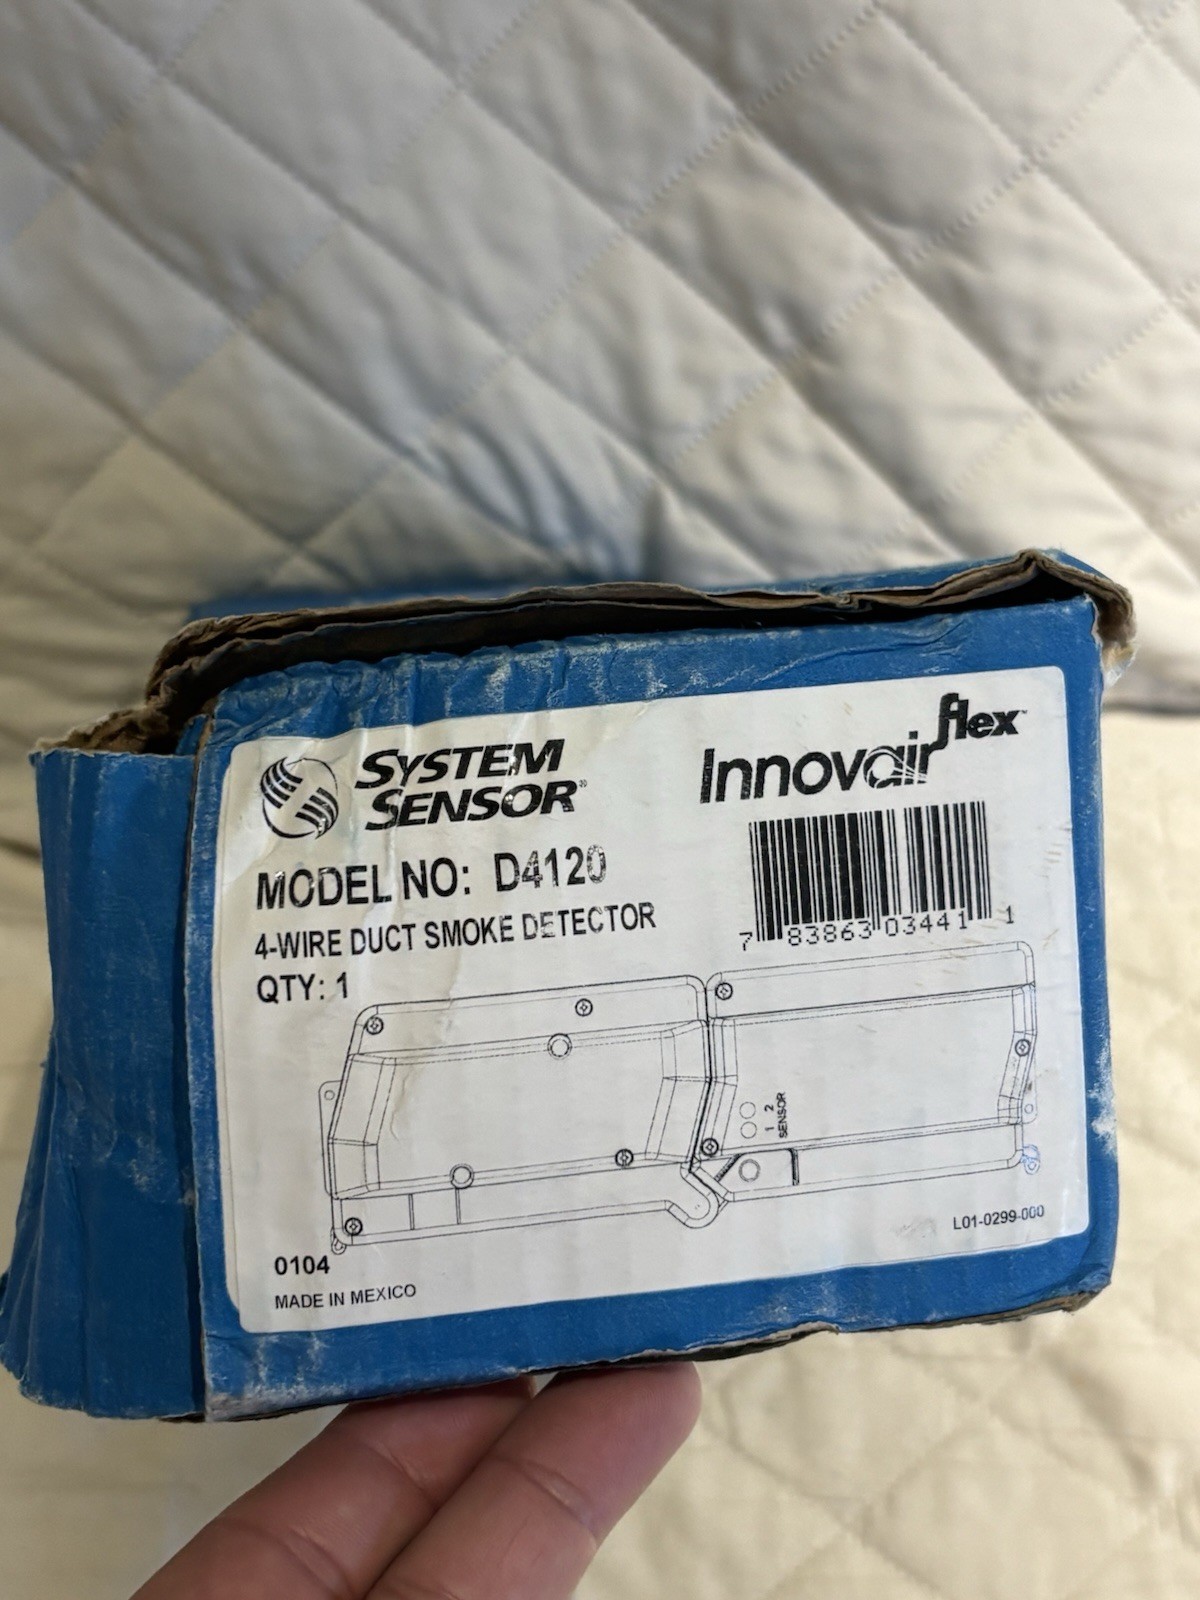 SYSTEM
SENSOR®
Innovairflex™
MODEL NO: D4120
4-WIRE DUCT SMOKE DETECTOR
QTY: 1
7 83863 03441 1
1 2
SENSOR
0104
MADE IN MEXICO
L01-0299-000